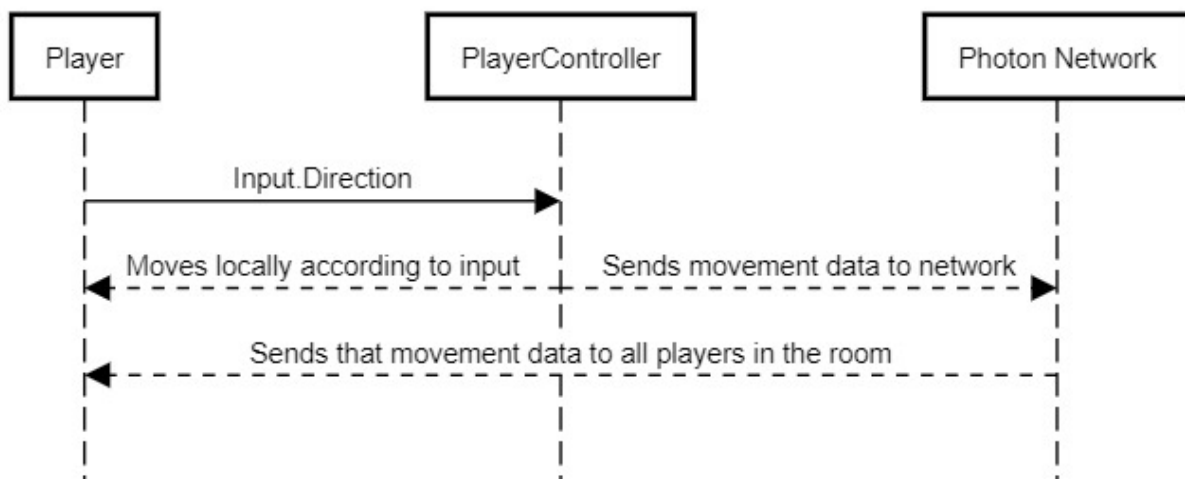 Player
PlayerController
Photon Network
Input.Direction
Moves locally according to input
Sends movement data to network
Sends that movement data to all players in the room